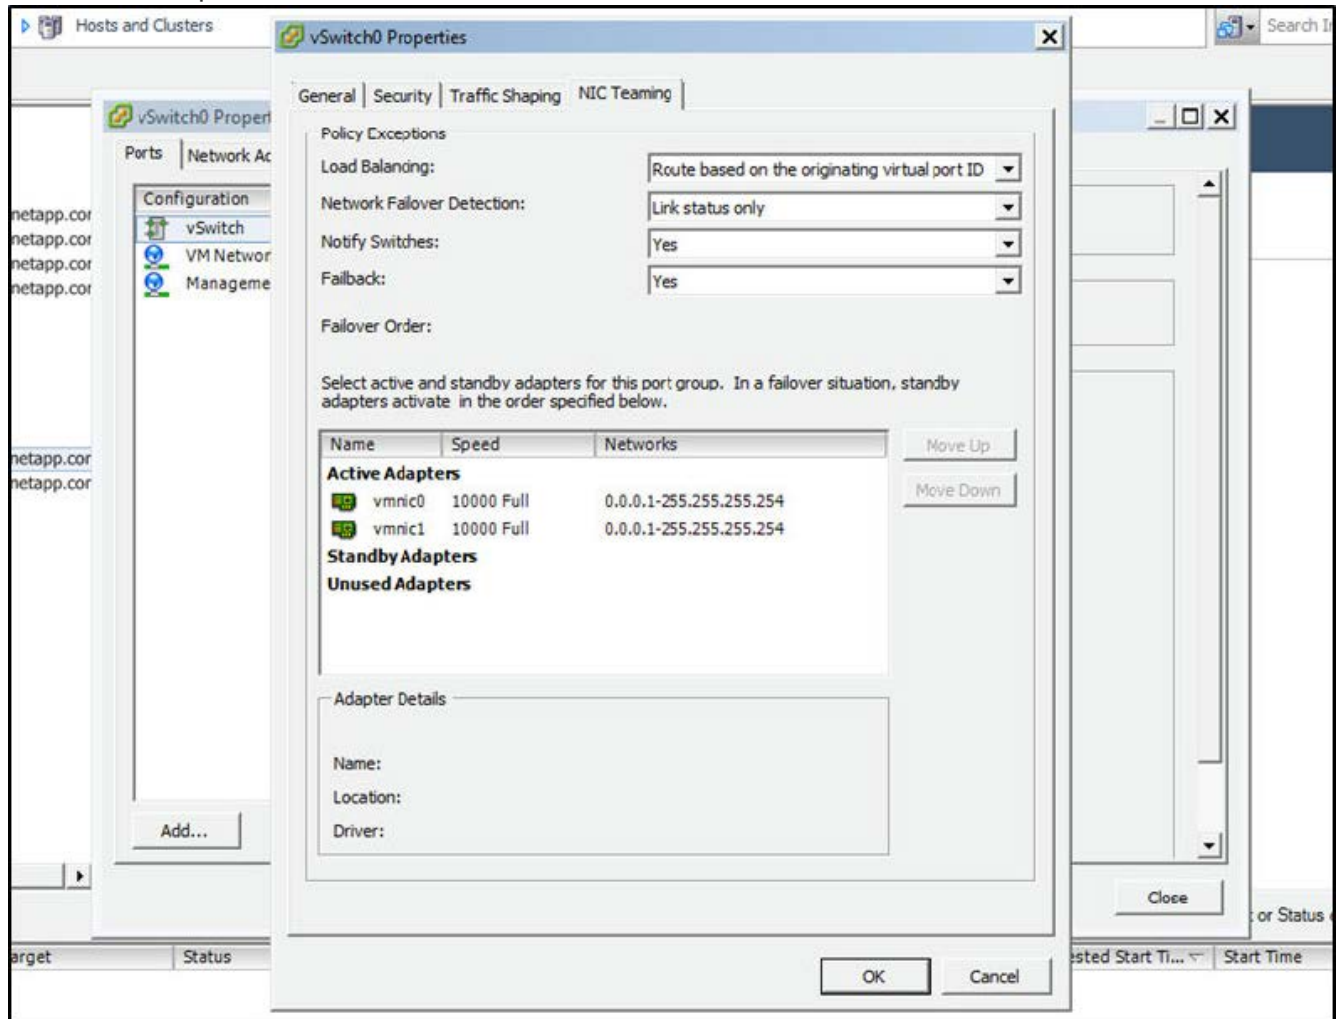 Hosts and Clusters
vSwitch0 Properties
Search
General Security Traffic Shaping NIC Teaming
vSwitch0 Proper
Ports Network Ac
Configuration
vSwitch
VM Networ
Manageme
netapp.cor
netapp.cor
netapp.cor
netapp.cor
netapp.cor
netapp.cor
Policy Exceptions
Load Balancing: Route based on the originating virtual port ID
Network Failover Detection: Link status only
Notify Switches: Yes
Failback: Yes
Failover Order:
Select active and standby adapters for this port group. In a failover situation, standby
adapters activate in the order specified below.
Name Speed Networks
Active Adapters
vmnic0 10000 Full 0.0.0.1-255.255.255.254
vmnic1 10000 Full 0.0.0.1-255.255.255.254
Standby Adapters
Unused Adapters
Move Up
Move Down
Adapter Details
Name:
Location:
Driver:
Add...
Close
or Status
OK Cancel
arget Status ested Start Ti... Start Time